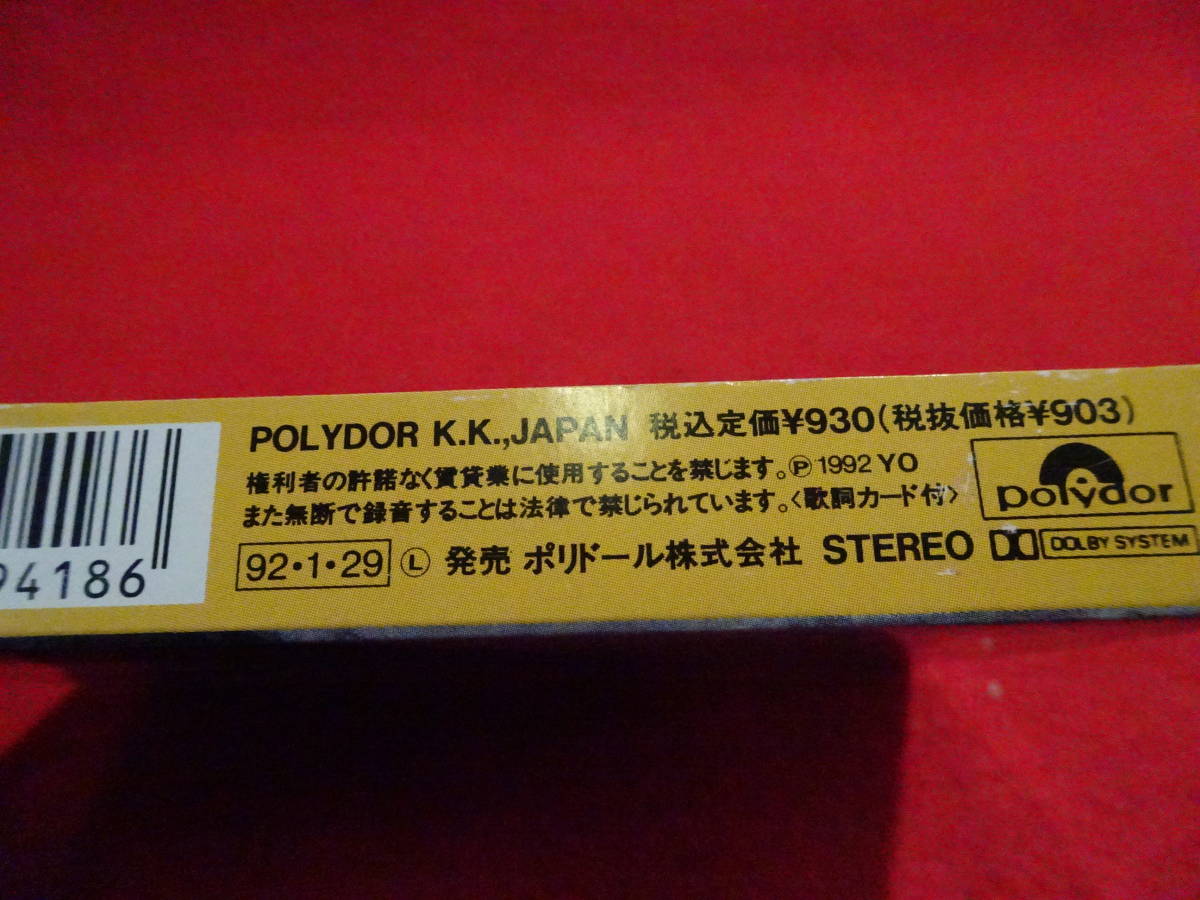 POLYDOR K.K.,JAPAN 税込定価¥930(税抜価格¥903)
権利者の許諾なく賃貸業に使用することを禁じます。Ⓟ1992 YO
また無断で録音することは法律で禁じられています。〈歌詞カード付〉
polydor
92・1・29 Ⓛ 発売 ポリドール株式会社 STEREO DOLBY SYSTEM
94186